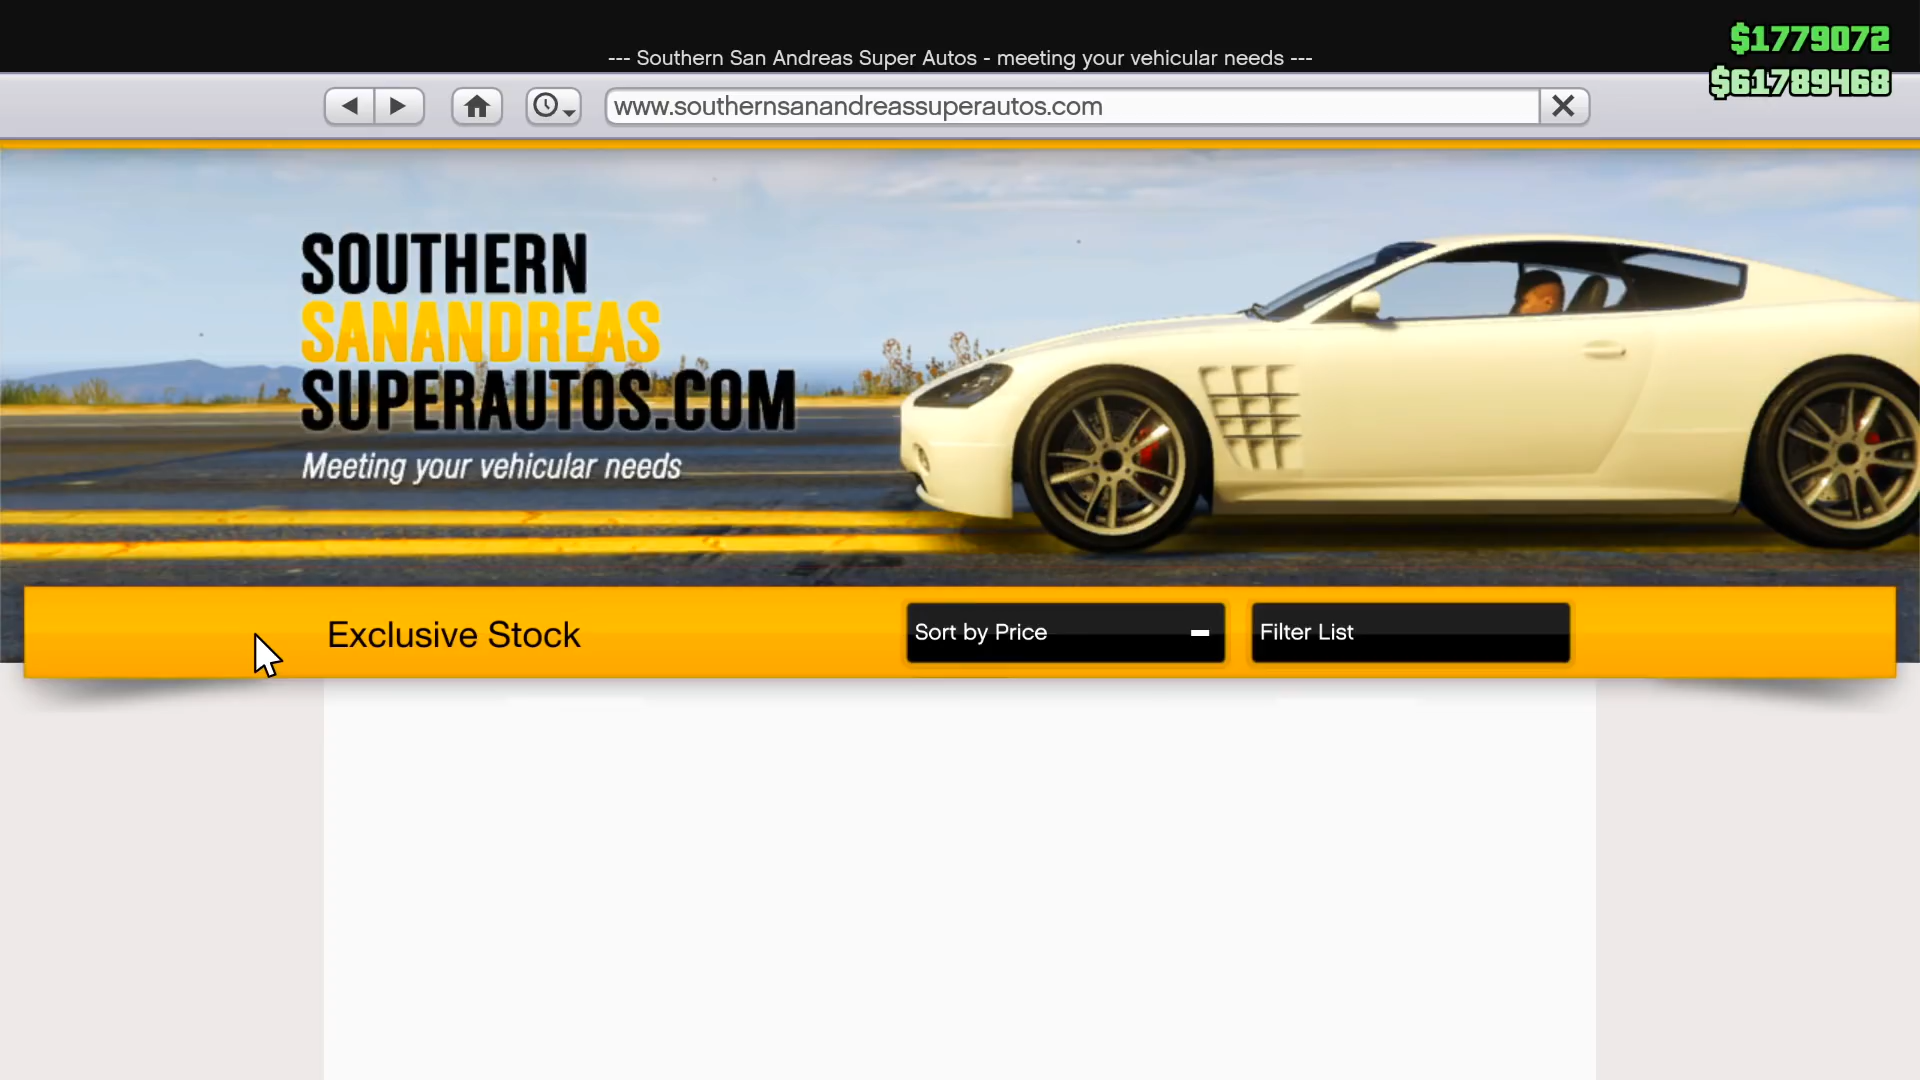 --- Southern San Andreas Super Autos - meeting your vehicular needs ---
$1779072
$61789468
www.southernsanandreassuperautos.com
SOUTHERN
SANANDREAS
SUPERAUTOS.COM
Meeting your vehicular needs
Exclusive Stock
Sort by Price
Filter List